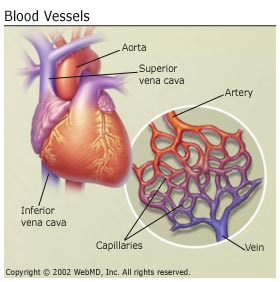 Blood Vessels
Aorta
Superior
vena cava
Artery
Inferior
vena cava
Capillaries
Vein
Copyright © 2002 WebMD, Inc. All rights reserved.